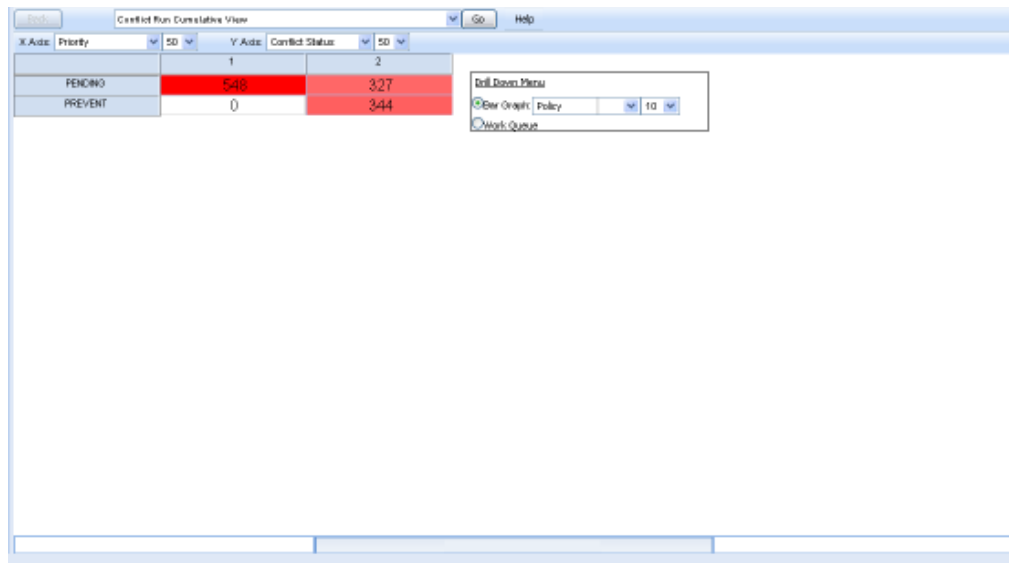 Back Conflict Run Cumulative View Go Help
X Axis: Priority 50 Y Axis: Conflict Status 50
1 2
PENDING 548 327
PREVENT 0 344
Drill Down Menu
Bar Graph: Policy 10
Work Queue